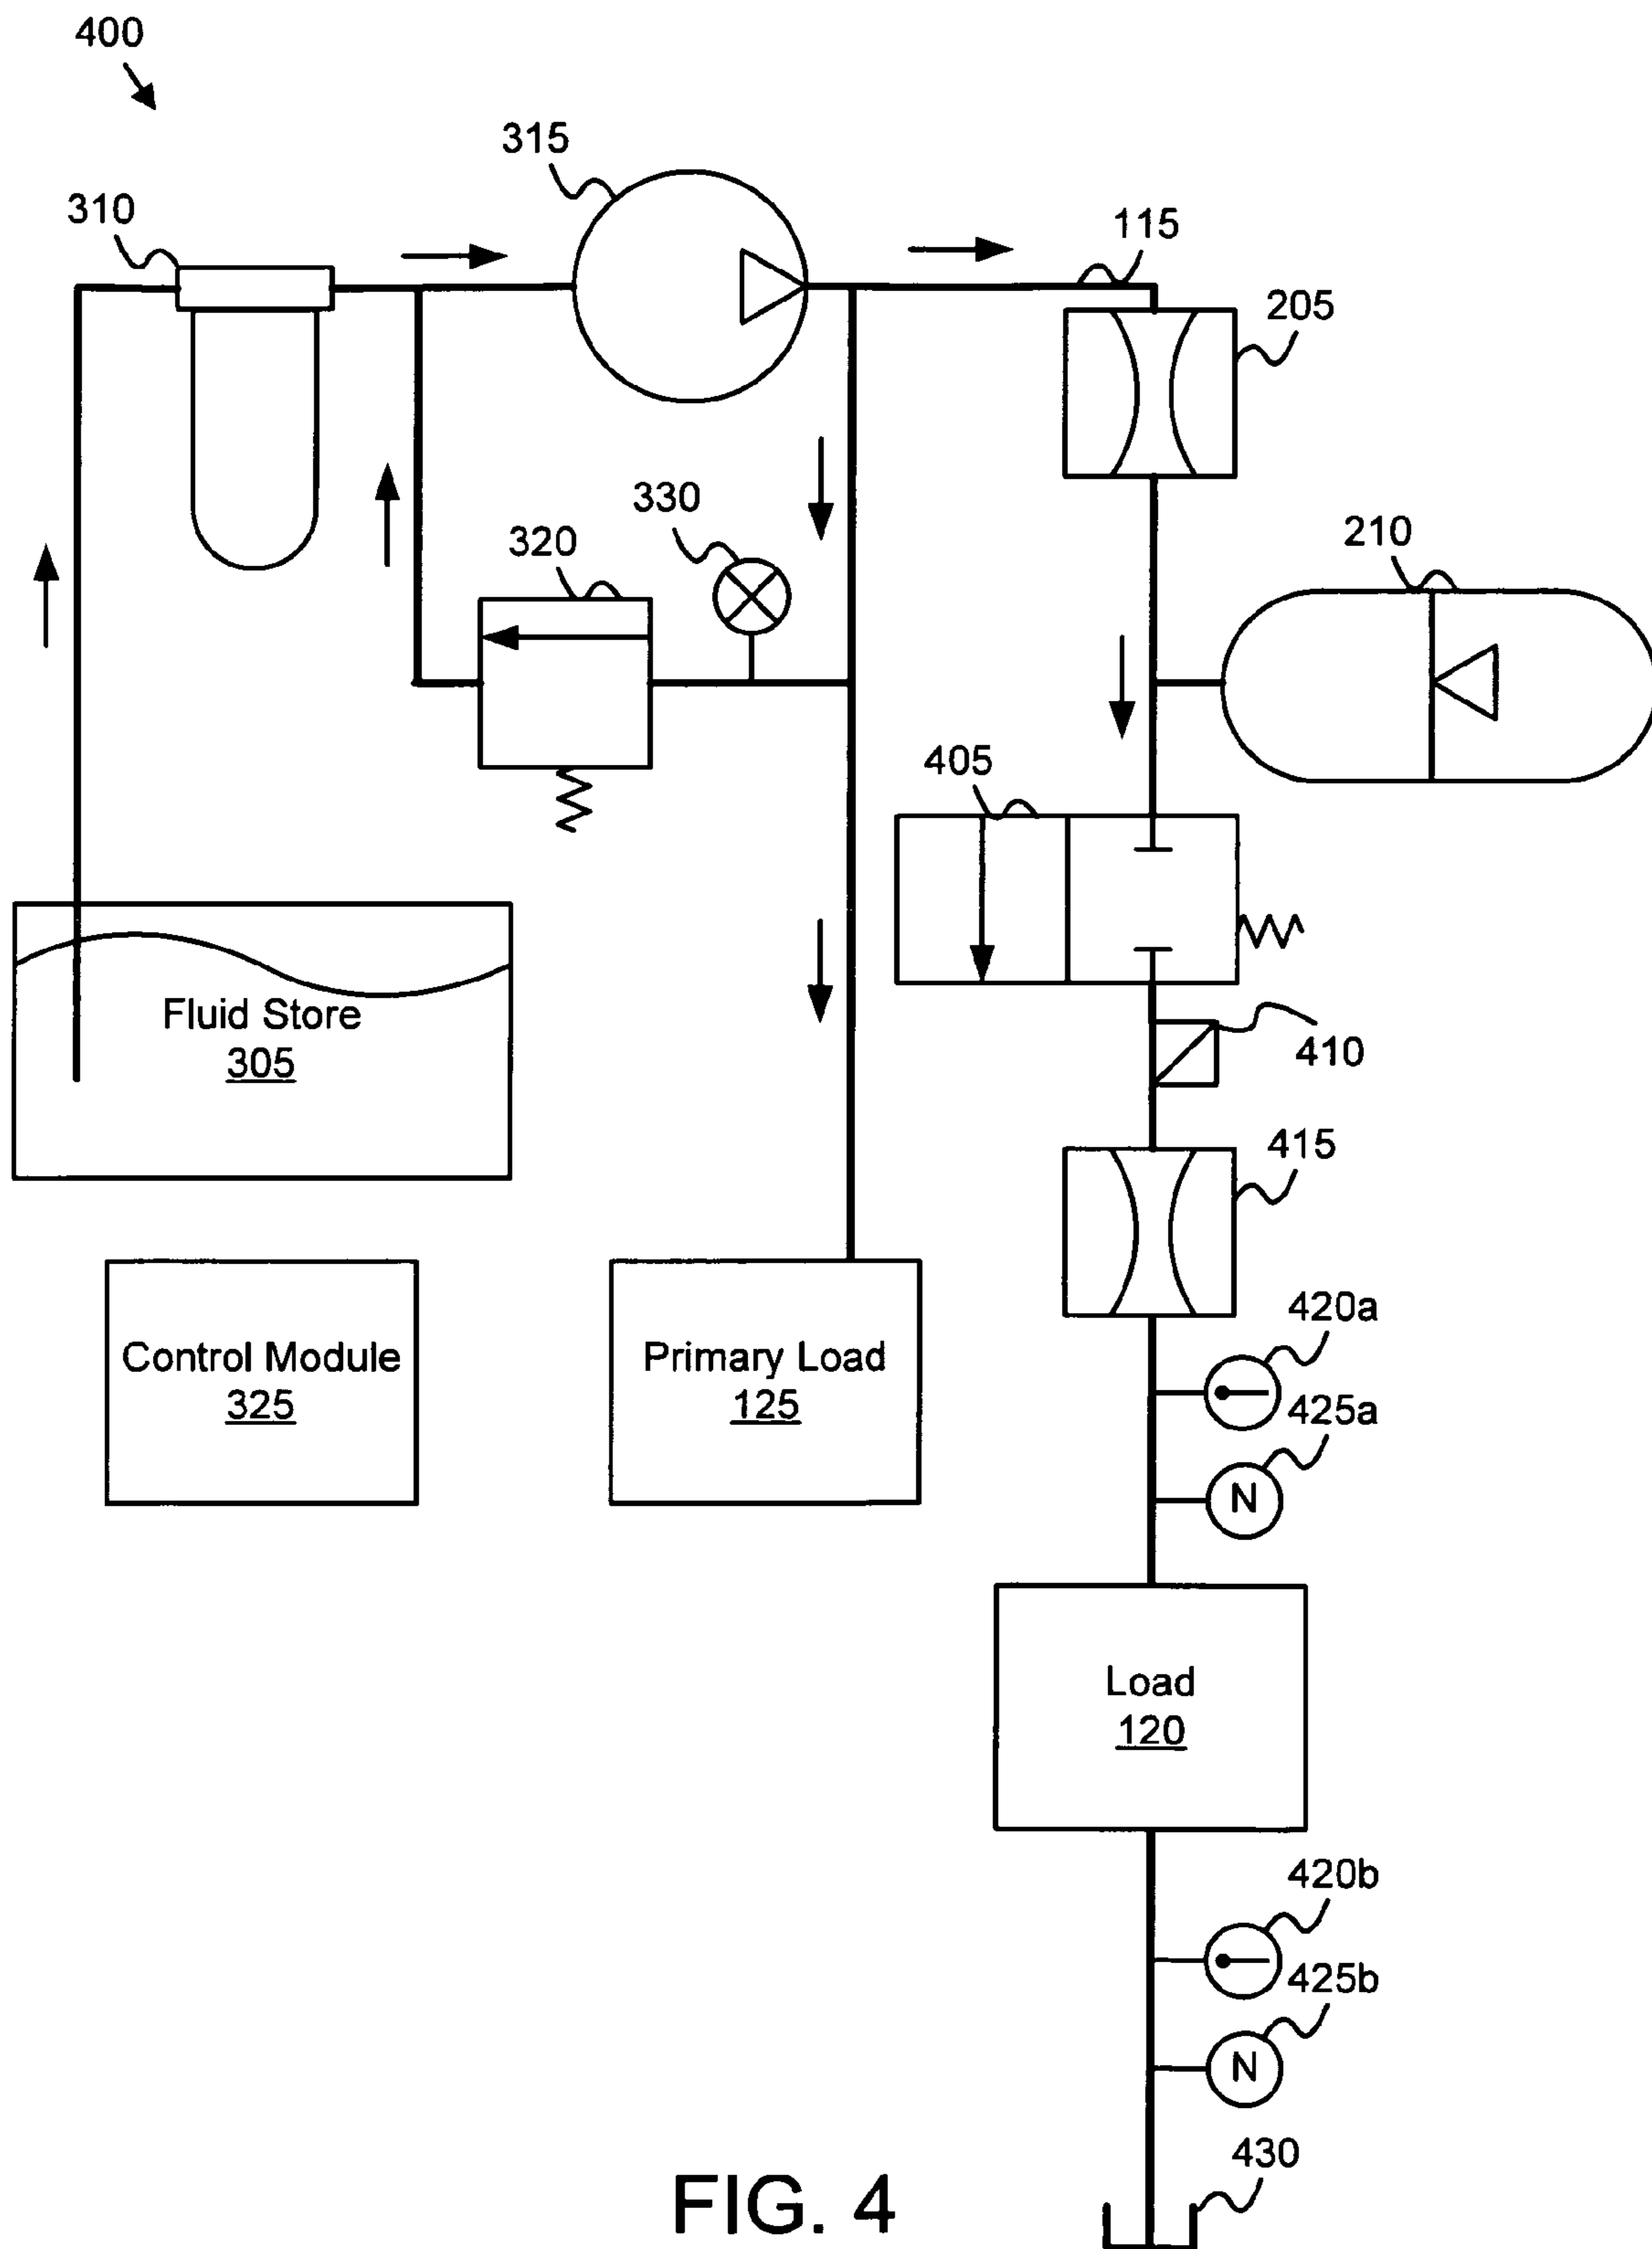 400
315
310
115
205
330
320
210
405
Fluid Store
305
410
415
420a
Control Module
325
Primary Load
125
425a
N
Load
120
420b
425b
N
430
FIG. 4